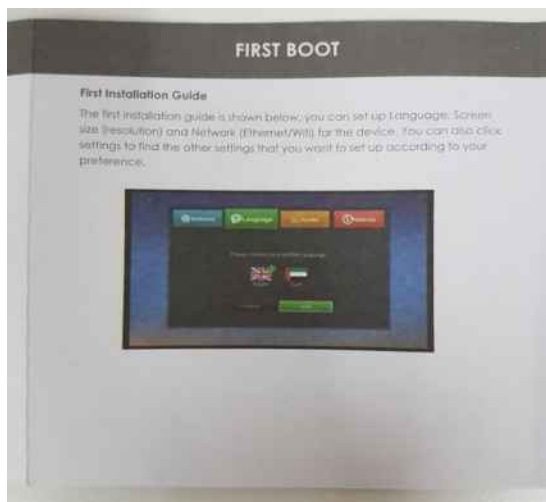 FIRST BOOT
First Installation Guide
The first installation guide is shown below, you can set up Language, Screen
size (resolution) and Network (Ethernet/Wifi) for the device. You can also click
settings to find the other settings that you want to set up according to your
preference.
Language